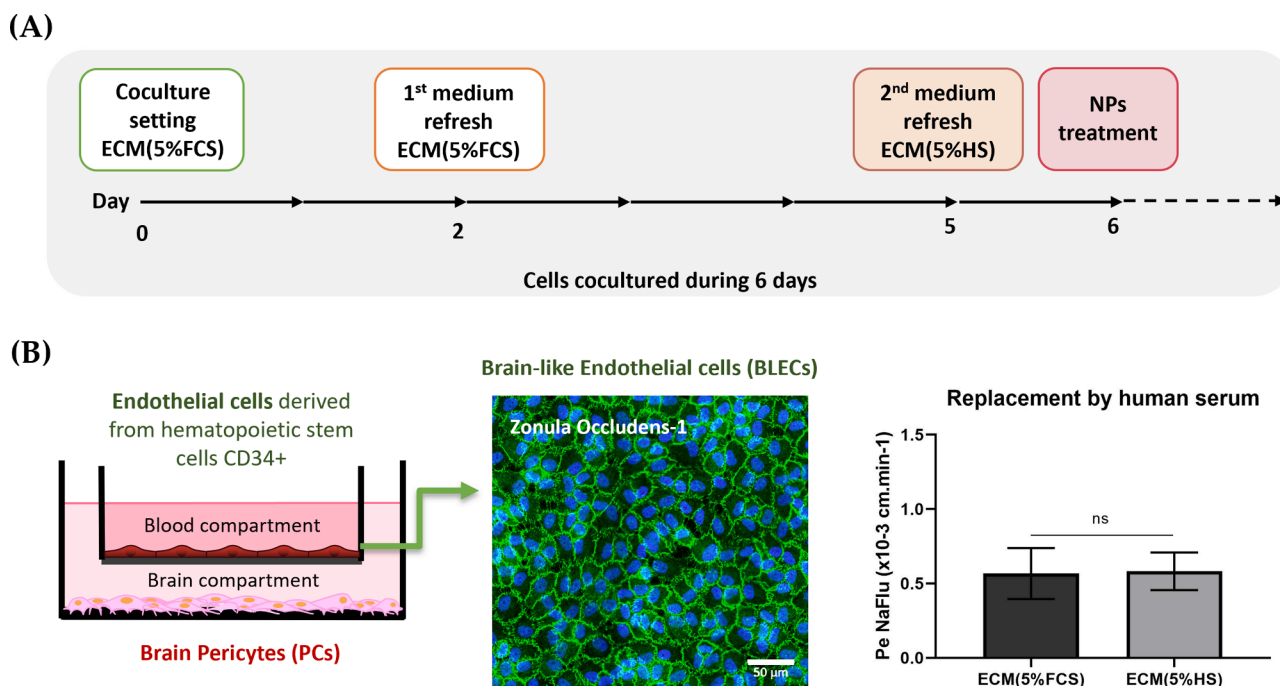 (A)
Coculture
setting
ECM(5%FCS)
1st medium
refresh
ECM(5%FCS)
2nd medium
refresh
ECM(5%HS)
NPs
treatment
Day
0
2
5
6
Cells cocultured during 6 days
(B)
Endothelial cells derived
from hematopoietic stem
cells CD34+
Blood compartment
Brain compartment
Brain Pericytes (PCs)
Brain-like Endothelial cells (BLECs)
Zonula Occludens-1
50 µm
Replacement by human serum
Pe NaFlu (x10-3 cm.min-1)
1.5
1.0
0.5
0.0
ns
ECM(5%FCS)
ECM(5%HS)